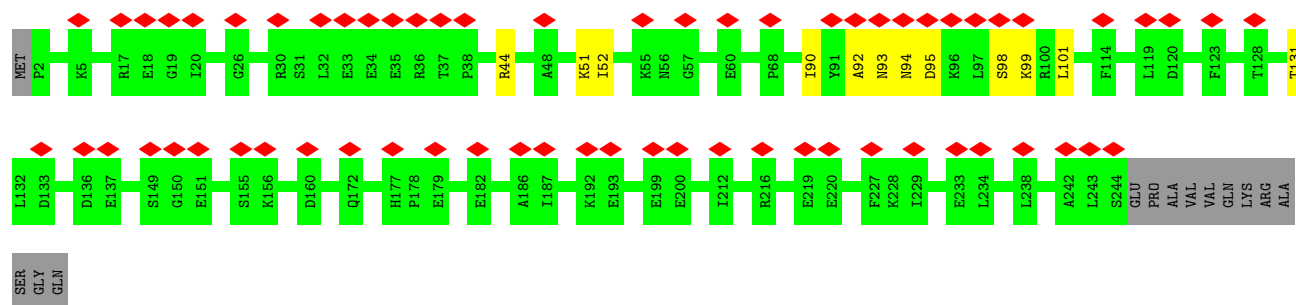 MET P2 K5 R17 E18 G19 I20 G26 R30 S31 L32 E33 E34 E35 R36 T37 P38 R44 A48 K51 I52 K55 N56 G57 E60 P68 I90 Y91 A92 N93 N94 D95 K96 L97 S98 K99 R100 L101 F114 L119 D120 F123 T128 T131
L132 D133 D136 E137 S149 G150 E151 S155 K156 D160 Q172 H177 P178 E179 E182 A186 I187 K192 E193 E199 E200 I212 R216 E219 E220 F227 K228 I229 E233 L234 L238 A242 L243 S244 GLU PRO ALA VAL VAL GLN LYS ARG ALA
SER GLY GLN